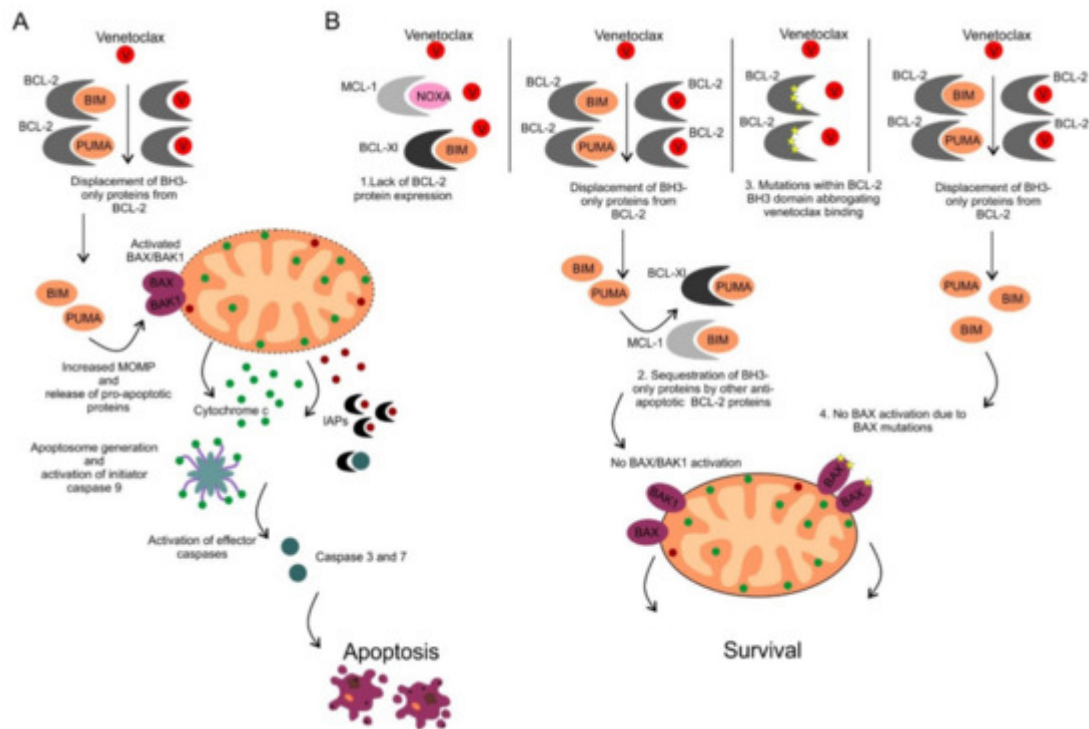 A
Venetoclax
V
BCL-2
BIM
V
BCL-2
PUMA
V
Displacement of BH3-
only proteins from
BCL-2
BIM
PUMA
Activated
BAX/BAK1
BAX
BAK1
Increased MOMP
and
release of pro-apoptotic
proteins
Cytochrome c
IAPs
Apoptosome generation
and
activation of initiator
caspase 9
Activation of effector
caspases
Caspase 3 and 7
Apoptosis
B
Venetoclax
V
MCL-1
NOXA
V
V
BCL-Xl
BIM
1.Lack of BCL-2
protein expression
Venetoclax
V
BCL-2
BIM
BCL-2
V
BCL-2
PUMA
BCL-2
V
Displacement of BH3-
only proteins from
BCL-2
BIM
PUMA
BCL-Xl
PUMA
MCL-1
BIM
2. Sequestration of BH3-
only proteins by other anti-
apoptotic BCL-2 proteins
No BAX/BAK1 activation
BAK1
BAX
Venetoclax
V
BCL-2
V
BCL-2
V
3. Mutations within BCL-2
BH3 domain abbrogating
venetoclax binding
Venetoclax
V
BCL-2
BIM
BCL-2
V
BCL-2
PUMA
BCL-2
V
Displacement of BH3-
only proteins from
BCL-2
PUMA
BIM
BIM
4. No BAX activation due to
BAX mutations
BAX
BAX
Survival